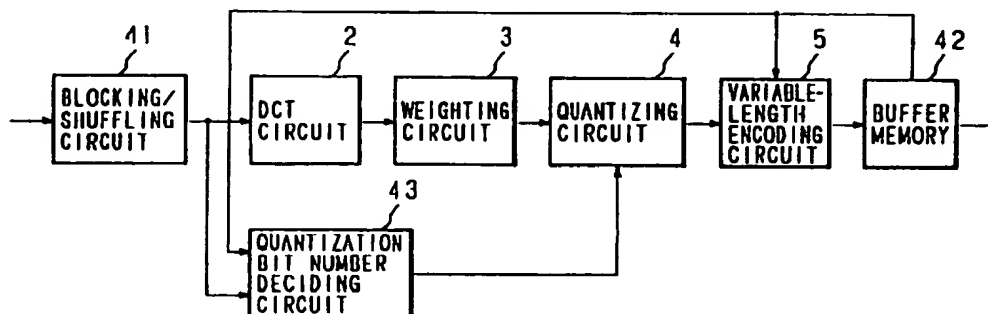 41
2
3
4
5
42
BLOCKING/
SHUFFLING
CIRCUIT
DCT
CIRCUIT
WEIGHTING
CIRCUIT
QUANTIZING
CIRCUIT
VARIABLE-
LENGTH
ENCODING
CIRCUIT
BUFFER
MEMORY
43
QUANTIZATION
BIT NUMBER
DECIDING
CIRCUIT